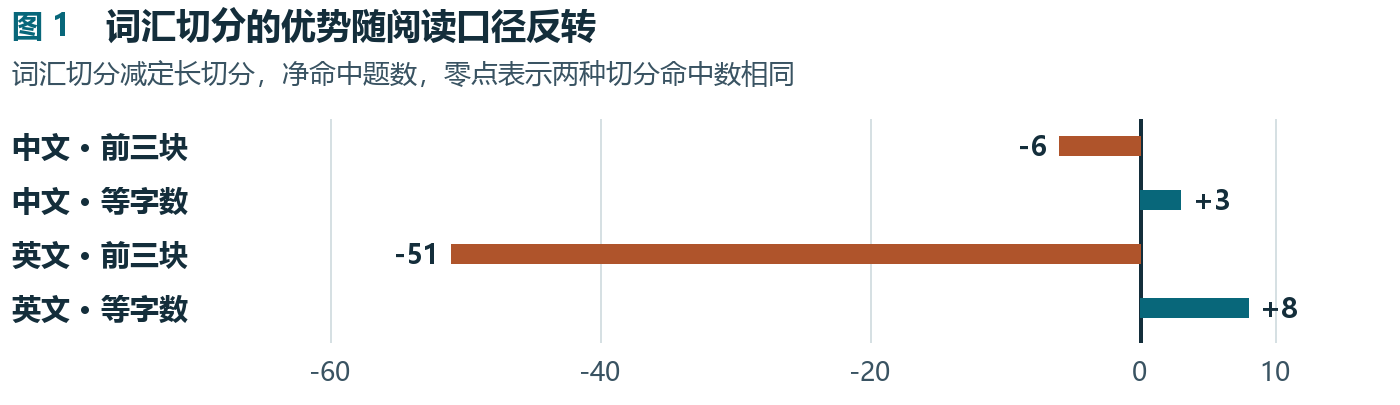 图 1 词汇切分的优势随阅读口径反转
词汇切分减定长切分，净命中题数，零点表示两种切分命中数相同
中文・前三块 -6
中文・等字数 +3
英文・前三块 -51
英文・等字数 +8
-60 -40 -20 0 10